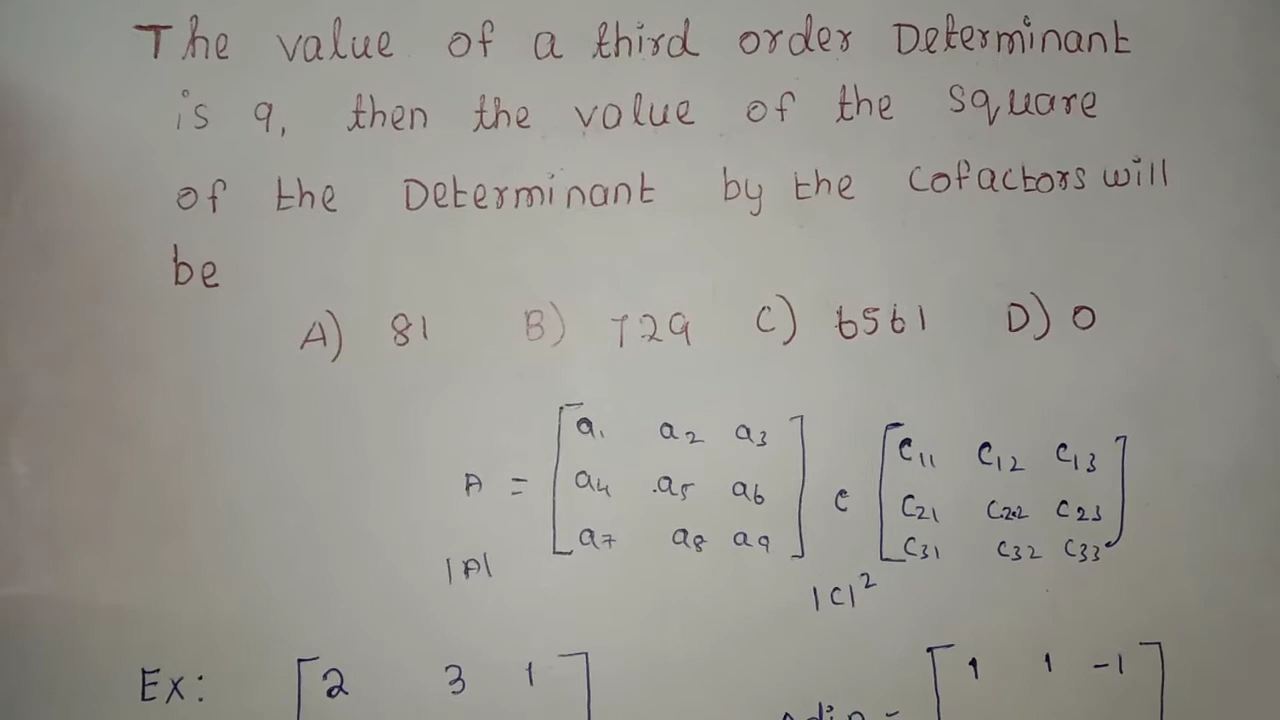 The value of a third order Determinant
is 9, then the value of the square
of the Determinant by the cofactors will
be
A) 81 B) 729 C) 6561 D) 0
A = [a1 a2 a3 c [C11 C12 C13
a4 .a5 a6 C21 C22 C23
a7 a8 a9] C31 C32 C33]
|A| |C|²
Ex: [2 3 1] [1 1 -1]